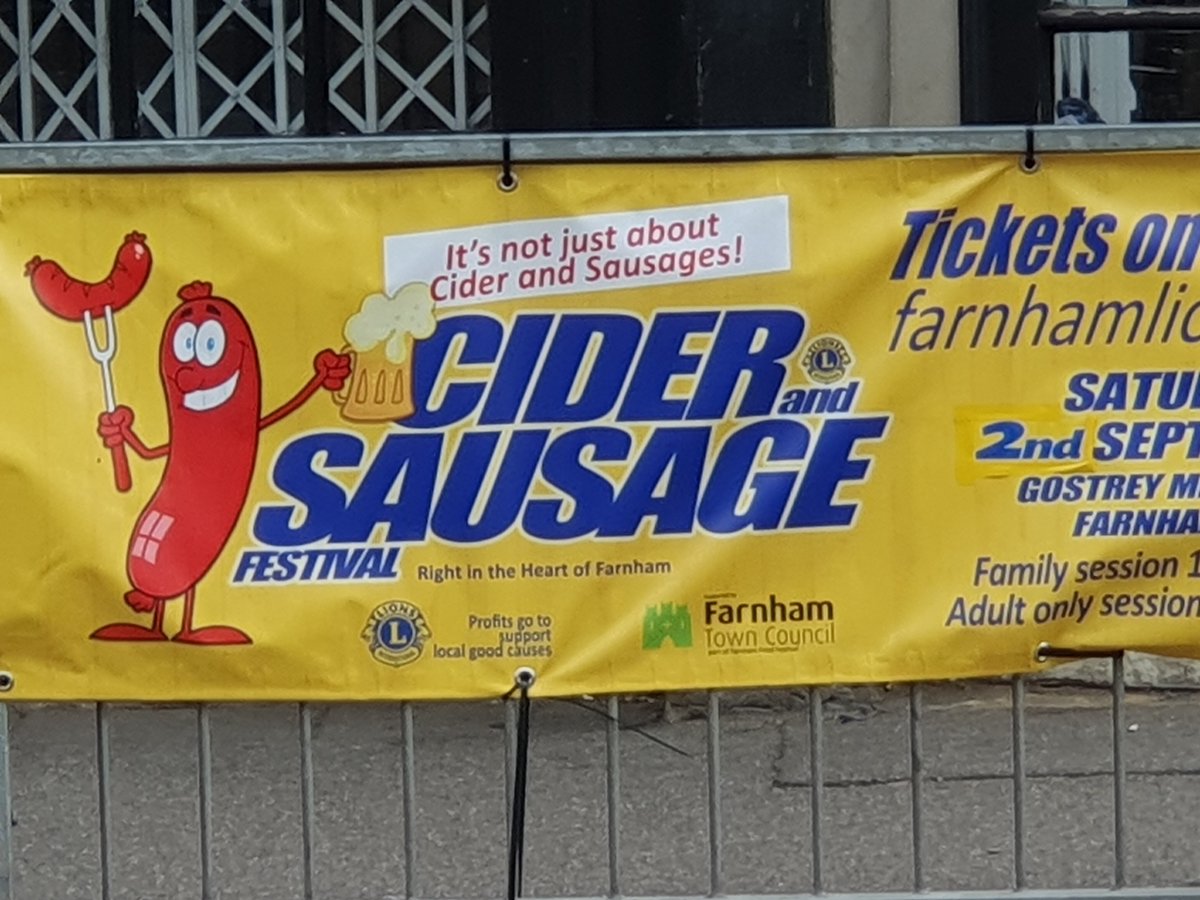 It's not just about
Cider and Sausages!
CIDER and
SAUSAGE
FESTIVAL
Right in the Heart of Farnham
LIONS
L
Profits go to
support
local good causes
Farnham
Town Council
L
Tickets on
farnhamlio
SATU
2nd SEPT
GOSTREY M
FARNHA
Family session 1
Adult only session